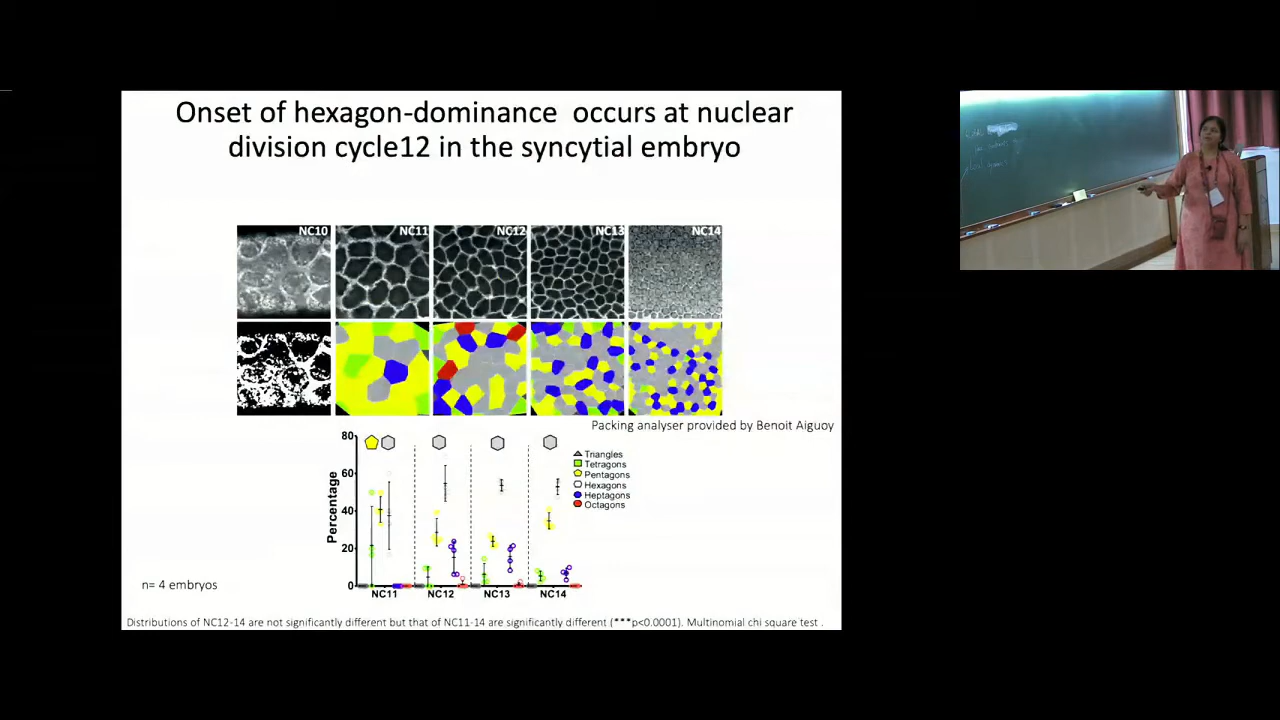 Onset of hexagon-dominance occurs at nuclear
division cycle12 in the syncytial embryo
NC10
NC11
NC12
NC13
NC14
Packing analyser provided by Benoit Aiguoy
80
60
40
20
0
Percentage
Triangles
Tetragons
Pentagons
Hexagons
Heptagons
Octagons
NC11
NC12
NC13
NC14
n= 4 embryos
Distributions of NC12-14 are not significantly different but that of NC11-14 are significantly different (***p<0.0001). Multinomial chi square test .